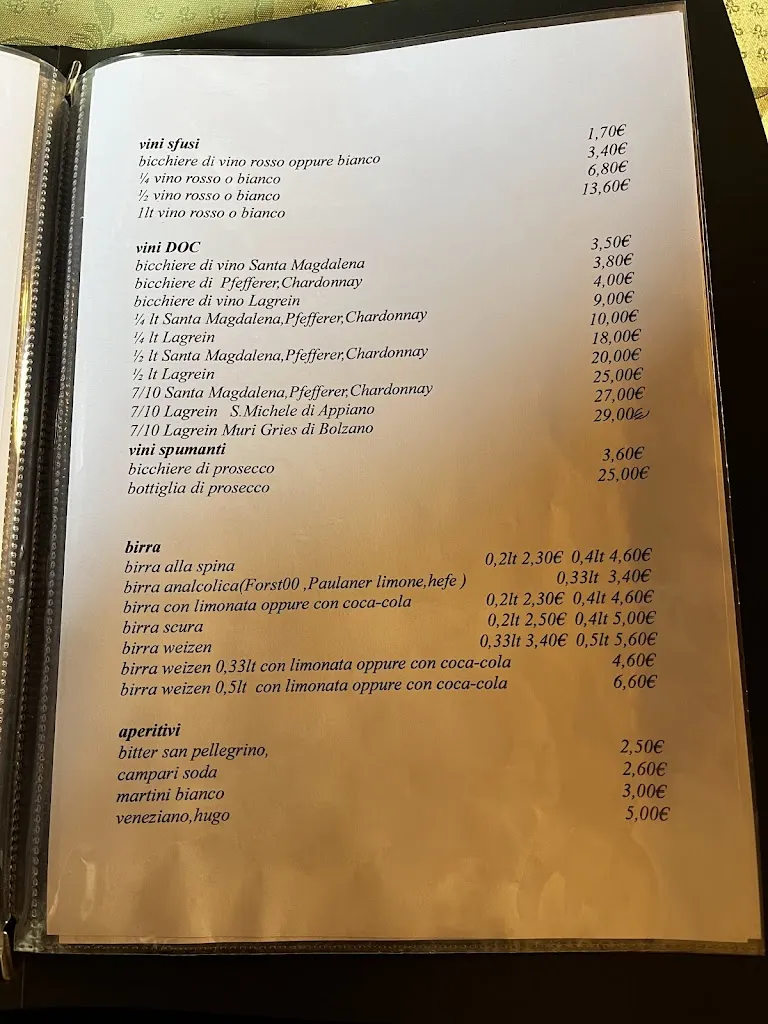 vini sfusi
bicchiere di vino rosso oppure bianco 1,70€
¼ vino rosso o bianco 3,40€
½ vino rosso o bianco 6,80€
1lt vino rosso o bianco 13,60€
vini DOC
bicchiere di vino Santa Magdalena 3,50€
bicchiere di Pfefferer,Chardonnay 3,80€
bicchiere di vino Lagrein 4,00€
¼ lt Santa Magdalena,Pfefferer,Chardonnay 9,00€
¼ lt Lagrein 10,00€
½ lt Santa Magdalena,Pfefferer,Chardonnay 18,00€
½ lt Lagrein 20,00€
7/10 Santa Magdalena,Pfefferer,Chardonnay 25,00€
7/10 Lagrein S.Michele di Appiano 27,00€
7/10 Lagrein Muri Gries di Bolzano 29,00€
vini spumanti
bicchiere di prosecco 3,60€
bottiglia di prosecco 25,00€
birra
birra alla spina 0,2lt 2,30€ 0,4lt 4,60€
birra analcolica(Forst00 ,Paulaner limone,hefe ) 0,33lt 3,40€
birra con limonata oppure con coca-cola 0,2lt 2,30€ 0,4lt 4,60€
birra scura 0,2lt 2,50€ 0,4lt 5,00€
birra weizen 0,33lt 3,40€ 0,5lt 5,60€
birra weizen 0,33lt con limonata oppure con coca-cola 4,60€
birra weizen 0,5lt con limonata oppure con coca-cola 6,60€
aperitivi
bitter san pellegrino, 2,50€
campari soda 2,60€
martini bianco 3,00€
veneziano,hugo 5,00€